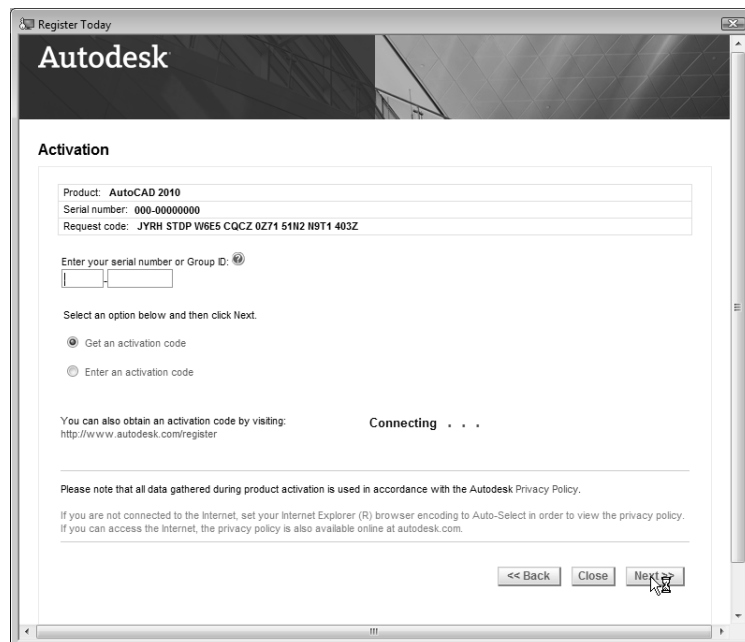 Register Today
Autodesk
Activation
Product: AutoCAD 2010
Serial number: 000-00000000
Request code: JYRH STDP W6E5 CQCZ 0Z71 51N2 N9T1 403Z
Enter your serial number or Group ID:
-
Select an option below and then click Next.
Get an activation code
Enter an activation code
You can also obtain an activation code by visiting:
http://www.autodesk.com/register
Connecting . . .
Please note that all data gathered during product activation is used in accordance with the Autodesk Privacy Policy.
If you are not connected to the Internet, set your Internet Explorer (R) browser encoding to Auto-Select in order to view the privacy policy.
If you can access the Internet, the privacy policy is also available online at autodesk.com.
<< Back Close Next >>